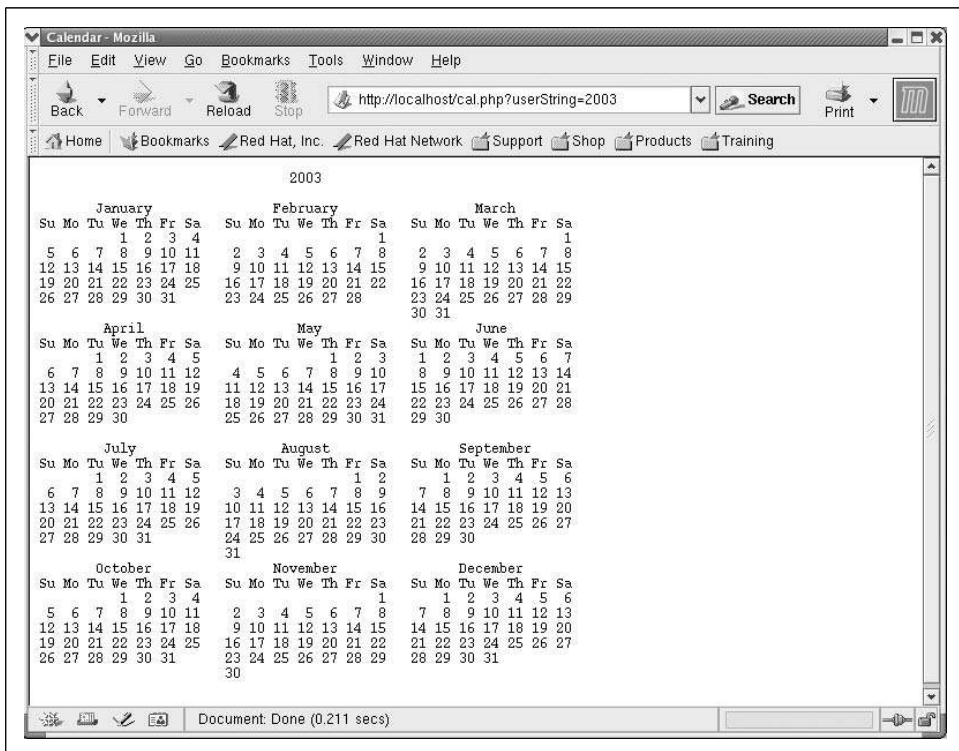 Calendar - Mozilla
File Edit View Go Bookmarks Tools Window Help
Back Forward Reload Stop http://localhost/cal.php?userString=2003 Search Print
Home Bookmarks Red Hat, Inc. Red Hat Network Support Shop Products Training
2003
January February March
Su Mo Tu We Th Fr Sa Su Mo Tu We Th Fr Sa Su Mo Tu We Th Fr Sa
1 2 3 4 1 1
5 6 7 8 9 10 11 2 3 4 5 6 7 8 2 3 4 5 6 7 8
12 13 14 15 16 17 18 9 10 11 12 13 14 15 9 10 11 12 13 14 15
19 20 21 22 23 24 25 16 17 18 19 20 21 22 16 17 18 19 20 21 22
26 27 28 29 30 31 23 24 25 26 27 28 23 24 25 26 27 28 29
30 31
April May June
Su Mo Tu We Th Fr Sa Su Mo Tu We Th Fr Sa Su Mo Tu We Th Fr Sa
1 2 3 4 5 1 2 3 1 2 3 4 5 6 7
6 7 8 9 10 11 12 4 5 6 7 8 9 10 8 9 10 11 12 13 14
13 14 15 16 17 18 19 11 12 13 14 15 16 17 15 16 17 18 19 20 21
20 21 22 23 24 25 26 18 19 20 21 22 23 24 22 23 24 25 26 27 28
27 28 29 30 25 26 27 28 29 30 31 29 30
July August September
Su Mo Tu We Th Fr Sa Su Mo Tu We Th Fr Sa Su Mo Tu We Th Fr Sa
1 2 3 4 5 1 2 1 2 3 4 5 6
6 7 8 9 10 11 12 3 4 5 6 7 8 9 7 8 9 10 11 12 13
13 14 15 16 17 18 19 10 11 12 13 14 15 16 14 15 16 17 18 19 20
20 21 22 23 24 25 26 17 18 19 20 21 22 23 21 22 23 24 25 26 27
27 28 29 30 31 24 25 26 27 28 29 30 28 29 30
31
October November December
Su Mo Tu We Th Fr Sa Su Mo Tu We Th Fr Sa Su Mo Tu We Th Fr Sa
1 2 3 4 1 1 2 3 4 5 6
5 6 7 8 9 10 11 2 3 4 5 6 7 8 7 8 9 10 11 12 13
12 13 14 15 16 17 18 9 10 11 12 13 14 15 14 15 16 17 18 19 20
19 20 21 22 23 24 25 16 17 18 19 20 21 22 21 22 23 24 25 26 27
26 27 28 29 30 31 23 24 25 26 27 28 29 28 29 30 31
30
Document: Done (0.211 secs)